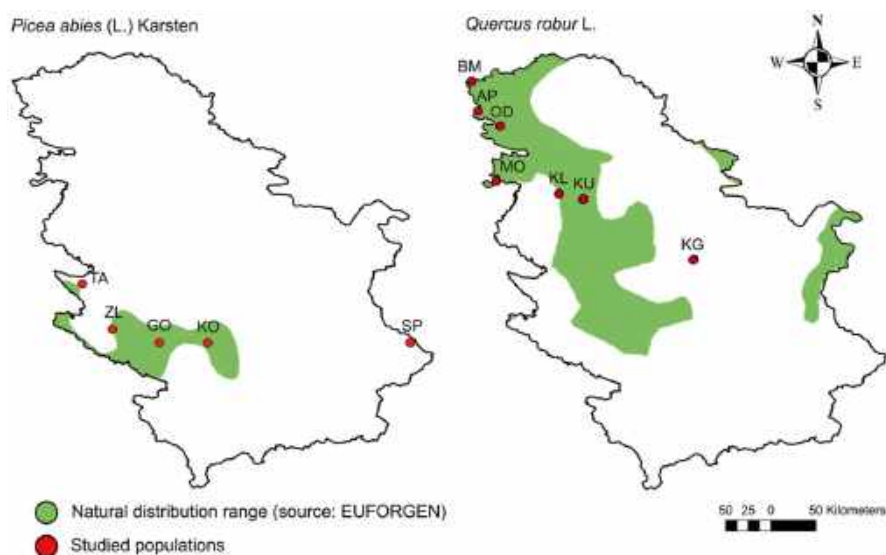 Picea abies (L.) Karsten
Quercus robur L.
N
W E
S
BM
AP
OD
MO
KL KU
KG
TA
ZL
GO KO
SP
Natural distribution range (source: EUFORGEN)
Studied populations
50 25 0 50 Kilometers